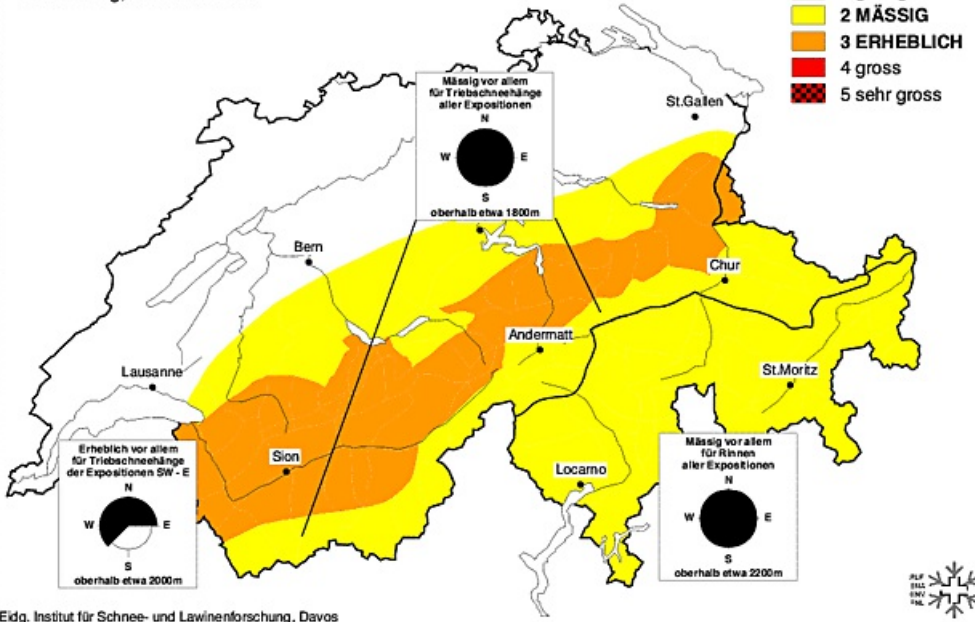 2 MÄSSIG
3 ERHEBLICH
4 gross
5 sehr gross
Mässig vor allem
für Triebschneehänge
aller Expositionen
N
W E
S
oberhalb etwa 1800m
St.Gallen
Bern
Chur
Andermatt
Lausanne
St.Moritz
Sion
Locarno
Erheblich vor allem
für Triebschneehänge
der Expositionen SW - E
N
W E
S
oberhalb etwa 2000m
Mässig vor allem
für Rinnen
aller Expositionen
N
W E
S
oberhalb etwa 2200m
Eidg. Institut für Schnee- und Lawinenforschung, Davos